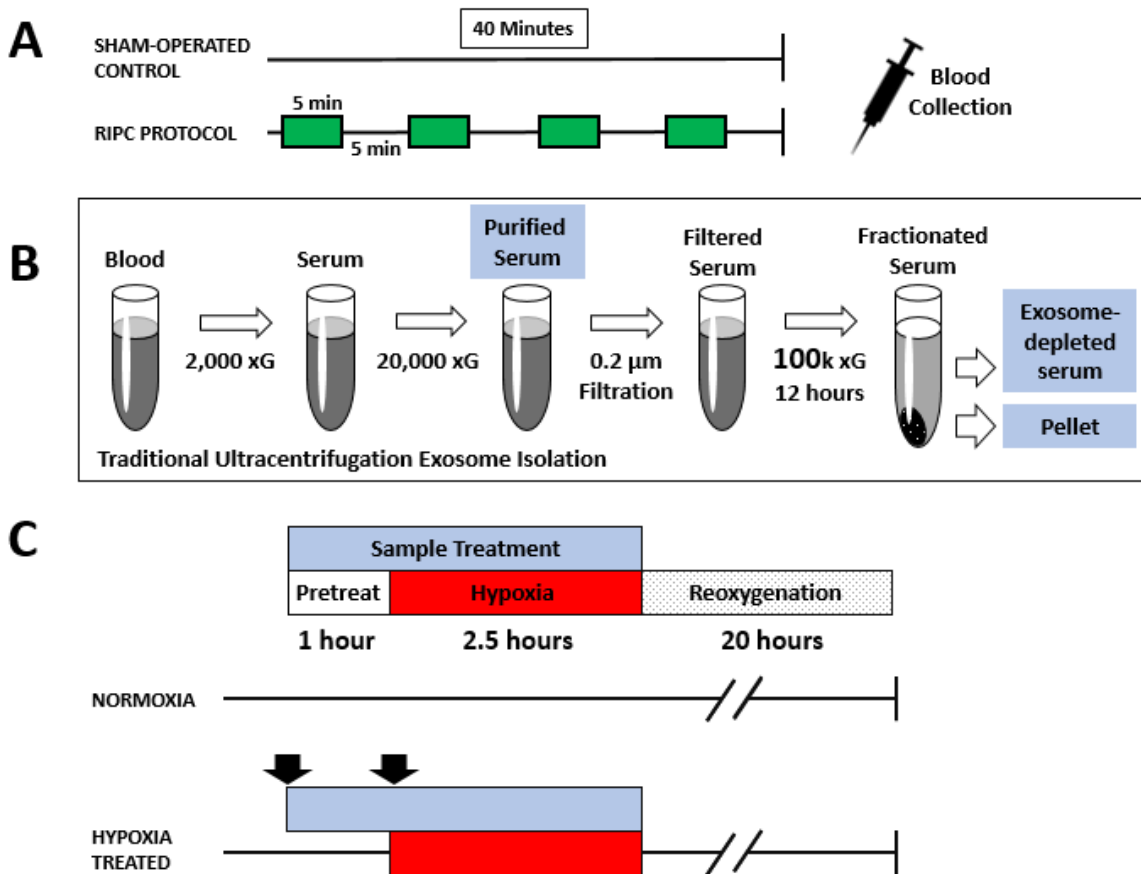 A
SHAM-OPERATED
CONTROL
40 Minutes
RIPC PROTOCOL
5 min
5 min
Blood
Collection
B
Blood
2,000 xG
Serum
20,000 xG
Purified
Serum
0.2 µm
Filtration
Filtered
Serum
100k xG
12 hours
Fractionated
Serum
Exosome-
depleted
serum
Pellet
Traditional Ultracentrifugation Exosome Isolation
C
Sample Treatment
Pretreat
Hypoxia
Reoxygenation
1 hour
2.5 hours
20 hours
NORMOXIA
HYPOXIA
TREATED